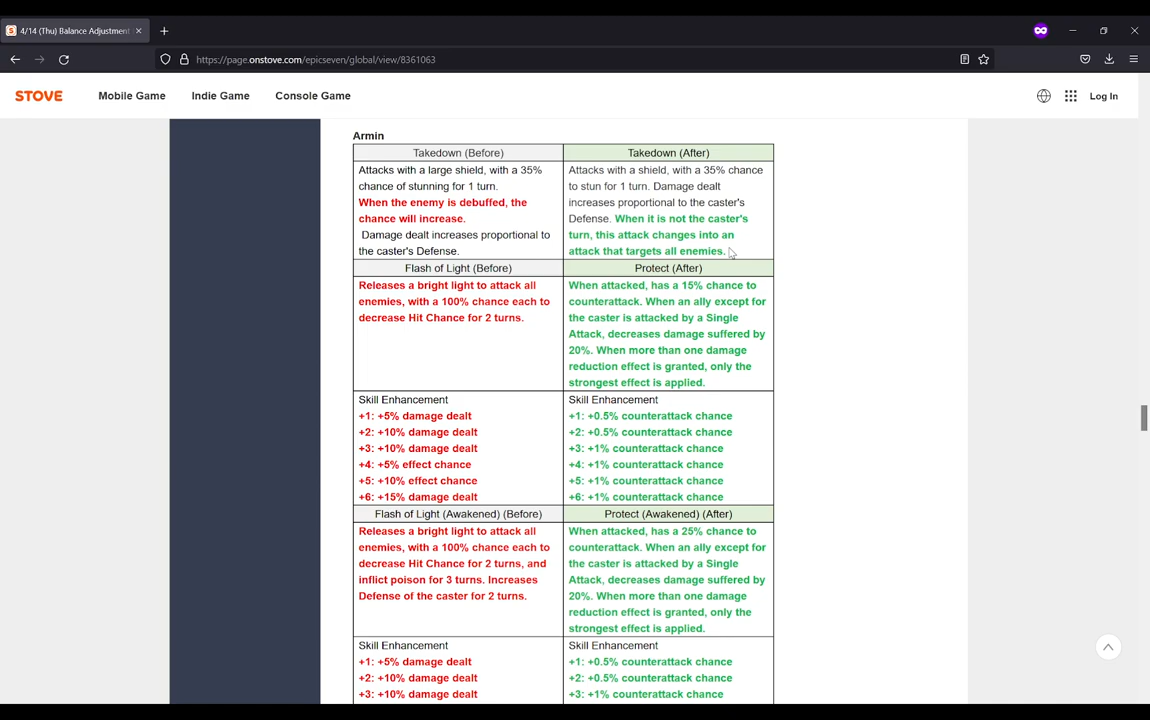 4/14 (Thu) Balance Adjustment
https://page.onstove.com/epicseven/global/view/8361063
STOVE
Mobile Game
Indie Game
Console Game
Log In
Armin
Takedown (Before)
Takedown (After)
Attacks with a large shield, with a 35%
chance of stunning for 1 turn.
When the enemy is debuffed, the
chance will increase.
Damage dealt increases proportional to
the caster's Defense.
Attacks with a shield, with a 35% chance
to stun for 1 turn. Damage dealt
increases proportional to the caster's
Defense. When it is not the caster's
turn, this attack changes into an
attack that targets all enemies.
Flash of Light (Before)
Protect (After)
Releases a bright light to attack all
enemies, with a 100% chance each to
decrease Hit Chance for 2 turns.
When attacked, has a 15% chance to
counterattack. When an ally except for
the caster is attacked by a Single
Attack, decreases damage suffered by
20%. When more than one damage
reduction effect is granted, only the
strongest effect is applied.
Skill Enhancement
+1: +5% damage dealt
+2: +10% damage dealt
+3: +10% damage dealt
+4: +5% effect chance
+5: +10% effect chance
+6: +15% damage dealt
Skill Enhancement
+1: +0.5% counterattack chance
+2: +0.5% counterattack chance
+3: +1% counterattack chance
+4: +1% counterattack chance
+5: +1% counterattack chance
+6: +1% counterattack chance
Flash of Light (Awakened) (Before)
Protect (Awakened) (After)
Releases a bright light to attack all
enemies, with a 100% chance each to
decrease Hit Chance for 2 turns, and
inflict poison for 3 turns. Increases
Defense of the caster for 2 turns.
When attacked, has a 25% chance to
counterattack. When an ally except for
the caster is attacked by a Single
Attack, decreases damage suffered by
20%. When more than one damage
reduction effect is granted, only the
strongest effect is applied.
Skill Enhancement
+1: +5% damage dealt
+2: +10% damage dealt
+3: +10% damage dealt
Skill Enhancement
+1: +0.5% counterattack chance
+2: +0.5% counterattack chance
+3: +1% counterattack chance